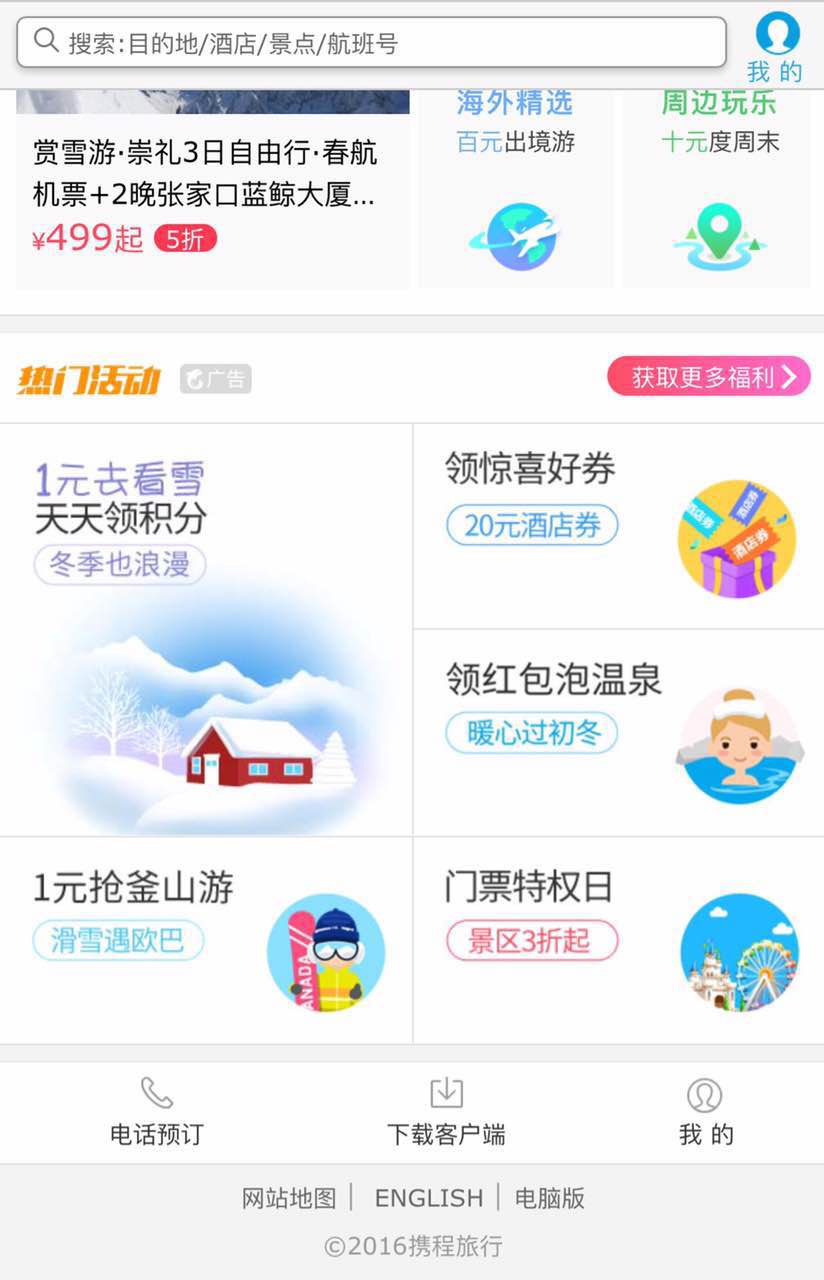 搜索:目的地/酒店/景点/航班号
我 的
赏雪游·崇礼3日自由行·春航
机票+2晚张家口蓝鲸大厦...
¥499起 5折
海外精选
百元出境游
周边玩乐
十元度周末
热门活动 广告 获取更多福利
1元去看雪
天天领积分
冬季也浪漫
领惊喜好券
20元酒店券
酒店券
酒店券
酒店券
领红包泡温泉
暖心过初冬
1元抢釜山游
滑雪遇欧巴
ANADA
门票特权日
景区3折起
电话预订 下载客户端 我 的
网站地图 | ENGLISH | 电脑版
©2016携程旅行